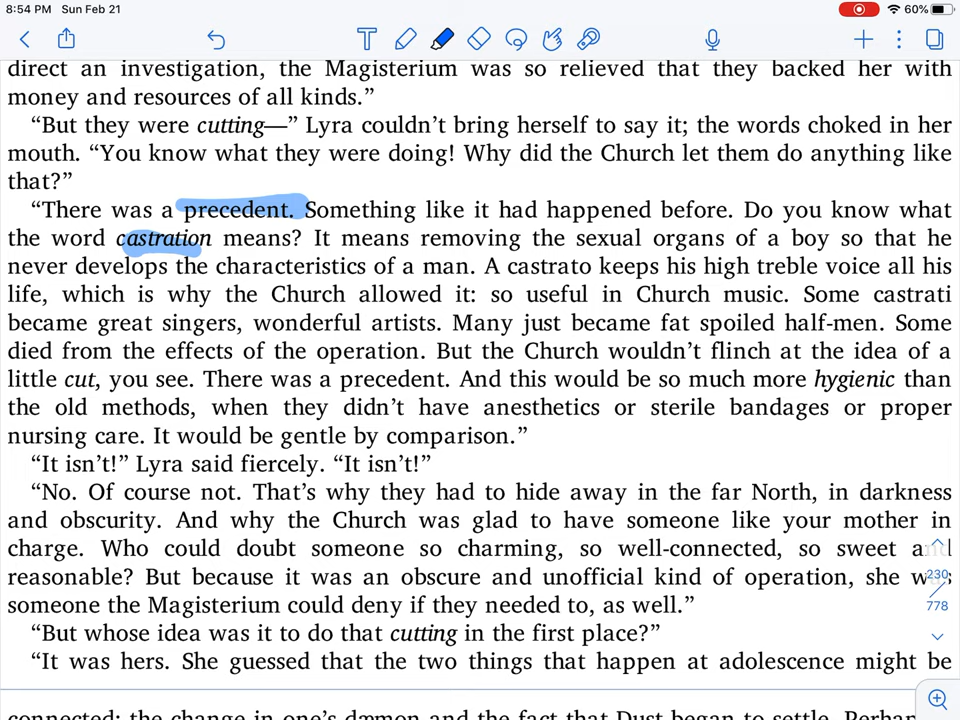 8:54 PM Sun Feb 21 60%
direct an investigation, the Magisterium was so relieved that they backed her with
money and resources of all kinds.”
“But they were cutting—” Lyra couldn’t bring herself to say it; the words choked in her
mouth. “You know what they were doing! Why did the Church let them do anything like
that?”
“There was a precedent. Something like it had happened before. Do you know what
the word castration means? It means removing the sexual organs of a boy so that he
never develops the characteristics of a man. A castrato keeps his high treble voice all his
life, which is why the Church allowed it: so useful in Church music. Some castrati
became great singers, wonderful artists. Many just became fat spoiled half-men. Some
died from the effects of the operation. But the Church wouldn’t flinch at the idea of a
little cut, you see. There was a precedent. And this would be so much more hygienic than
the old methods, when they didn’t have anesthetics or sterile bandages or proper
nursing care. It would be gentle by comparison.”
“It isn’t!” Lyra said fiercely. “It isn’t!”
“No. Of course not. That’s why they had to hide away in the far North, in darkness
and obscurity. And why the Church was glad to have someone like your mother in
charge. Who could doubt someone so charming, so well-connected, so sweet and
reasonable? But because it was an obscure and unofficial kind of operation, she was
someone the Magisterium could deny if they needed to, as well.”
“But whose idea was it to do that cutting in the first place?”
“It was hers. She guessed that the two things that happen at adolescence might be
connected: the change in one’s dæmon and the fact that Dust began to settle. Perhap
230
778